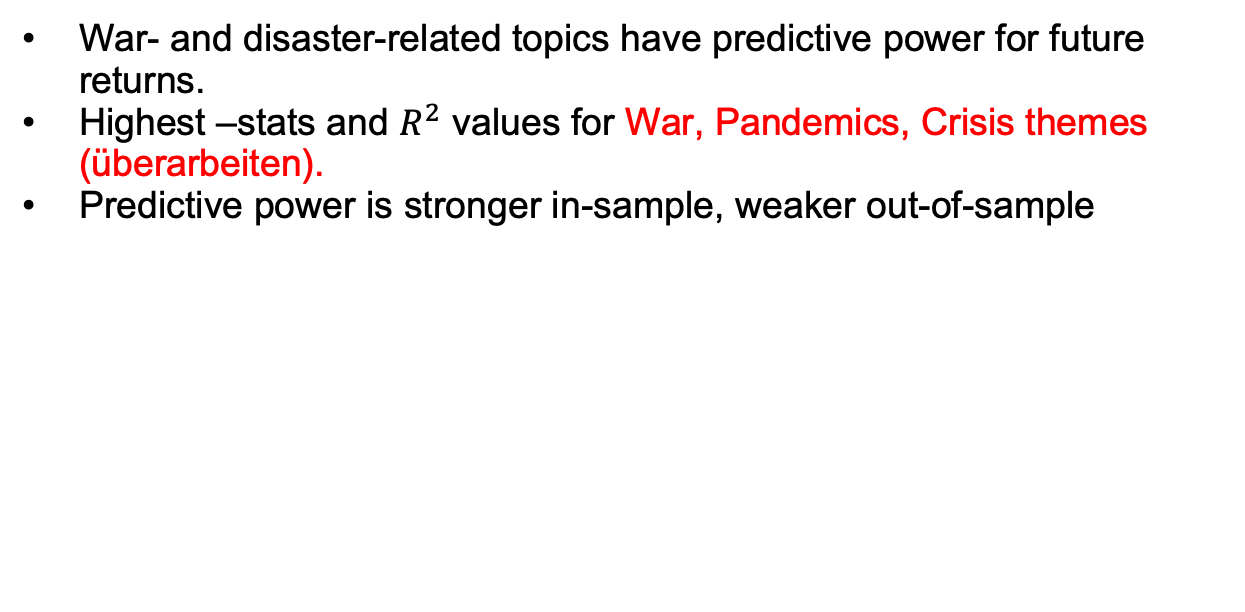 • War- and disaster-related topics have predictive power for future
returns.
• Highest –stats and R² values for War, Pandemics, Crisis themes
(überarbeiten).
• Predictive power is stronger in-sample, weaker out-of-sample